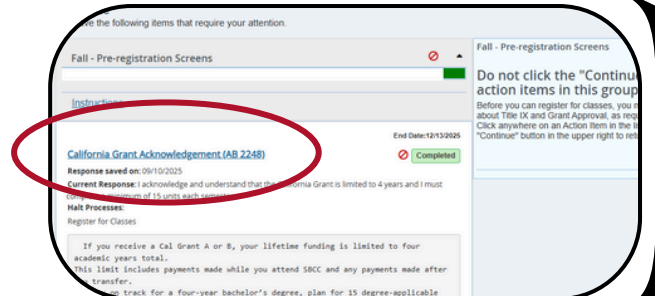 ve the following items that require your attention.
Fall - Pre-registration Screens
Instructions
End Date:12/13/2025
California Grant Acknowledgement (AB 2248)
Completed
Response saved on: 09/10/2025
Current Response: I acknowledge and understand that the California Grant is limited to 4 years and I must
minimum of 15 units each
Halt Processes:
Register for Classes
If you receive a Cal Grant A or B, your lifetime funding is limited to four
academic years total.
This limit includes payments made while you attend SBCC and any payments made after
transfer.
on track for a four-year bachelor's degree, plan for 15 degree-applicable
Fall - Pre-registration Screens
Do not click the "Continu
action items in this group
Before you can register for classes, you
about Title IX and Grant Approval, as requ
Click anywhere on an Action Item in the
"Continue" button in the upper right to